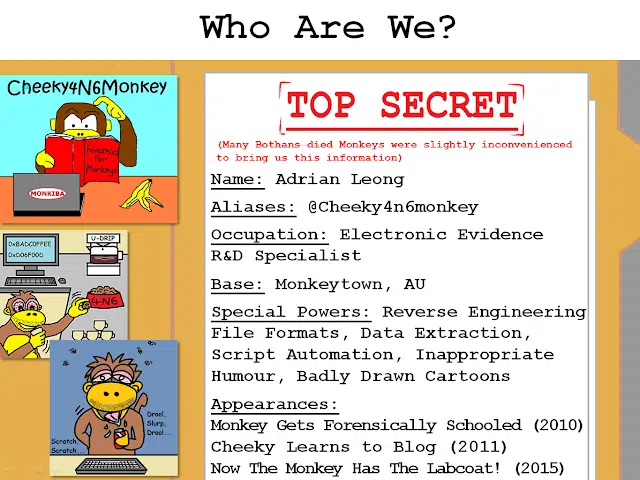 Who Are We?
Cheeky4N6Monkey
Forensics
For
Monkeys
MONKIBA
0xBADC0FFEE
0xD06F00D
U-DRIP
4-N6
Drool,
Slurp,
Drool...
Scratch,
Scratch...
TOP SECRET
(Many Bothans died Monkeys were slightly inconvenienced
to bring us this information)
Name: Adrian Leong
Aliases: @Cheeky4n6monkey
Occupation: Electronic Evidence
R&D Specialist
Base: Monkeytown, AU
Special Powers: Reverse Engineering
File Formats, Data Extraction,
Script Automation, Inappropriate
Humour, Badly Drawn Cartoons
Appearances:
Monkey Gets Forensically Schooled (2010)
Cheeky Learns to Blog (2011)
Now The Monkey Has The Labcoat! (2015)